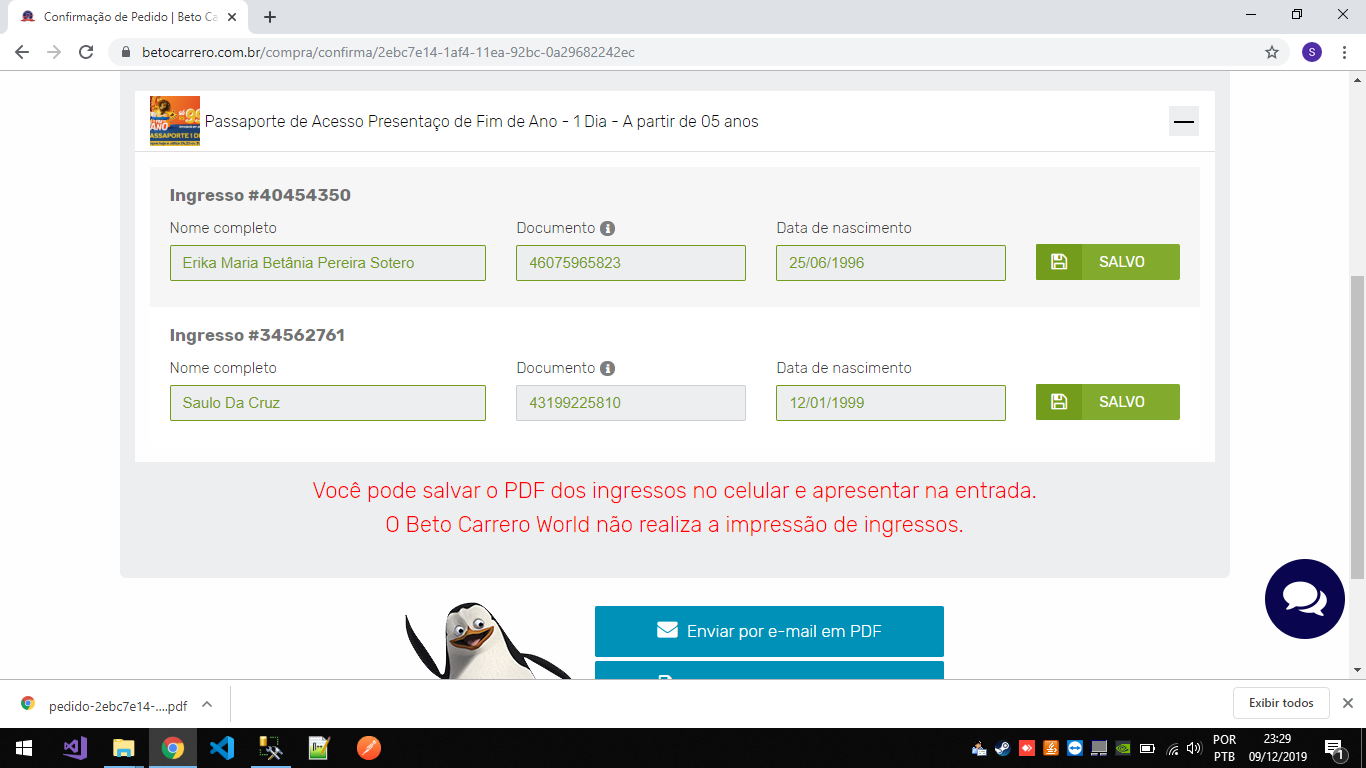 Confirmação de Pedido | Beto Ca
betocarrero.com.br/compra/confirma/2ebc7e14-1af4-11ea-92bc-0a29682242ec
S
ANO
PASSAPORTE 1 DI
Passaporte de Acesso Presentaço de Fim de Ano - 1 Dia - A partir de 05 anos
Ingresso #40454350
Nome completo
Documento
Data de nascimento
Erika Maria Betânia Pereira Sotero
46075965823
25/06/1996
SALVO
Ingresso #34562761
Nome completo
Documento
Data de nascimento
Saulo Da Cruz
43199225810
12/01/1999
SALVO
Você pode salvar o PDF dos ingressos no celular e apresentar na entrada.
O Beto Carrero World não realiza a impressão de ingressos.
Enviar por e-mail em PDF
pedido-2ebc7e14-....pdf
Exibir todos
POR
PTB
23:29
09/12/2019
1